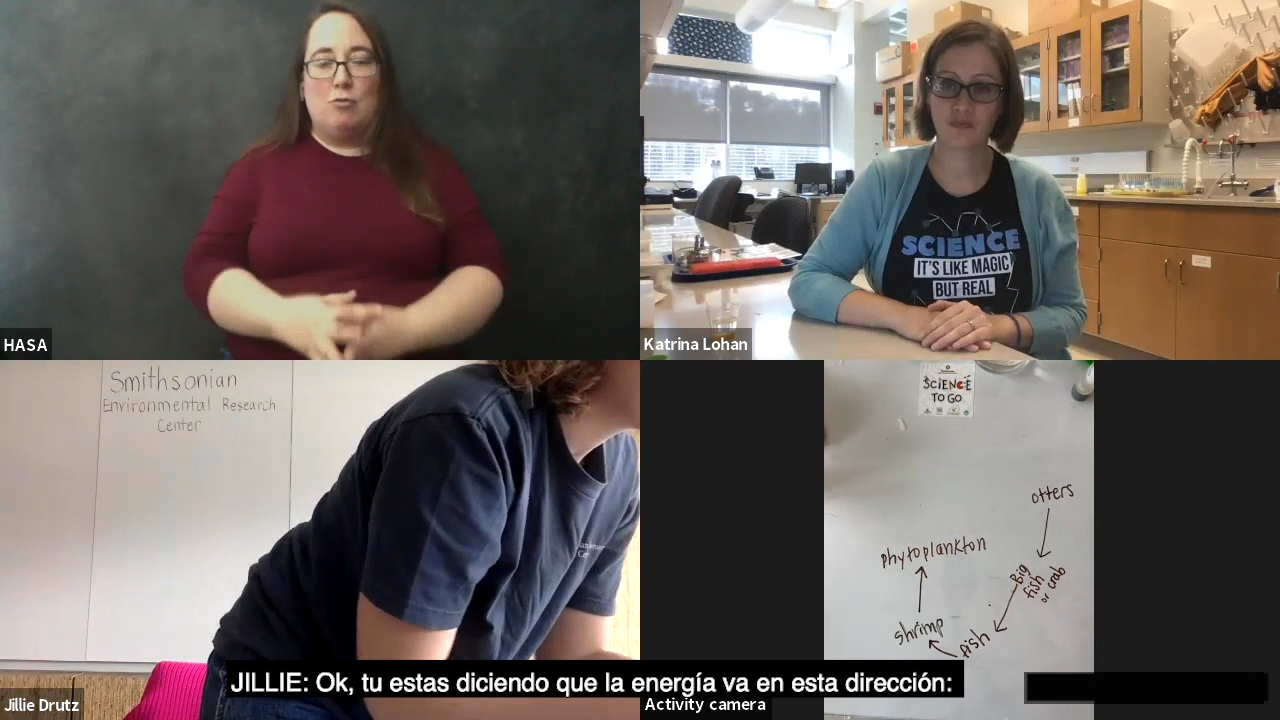 HASA
SCIENCE
IT'S LIKE MAGIC
BUT REAL
Katrina Lohan
Smithsonian
Environmental Research
Center
SCIENCE
TO GO
otters
phytoplankton
Big
fish
or crab
shrimp
fish
JILLIE: Ok, tu estas diciendo que la energía va en esta dirección:
Jillie Drutz
Activity camera